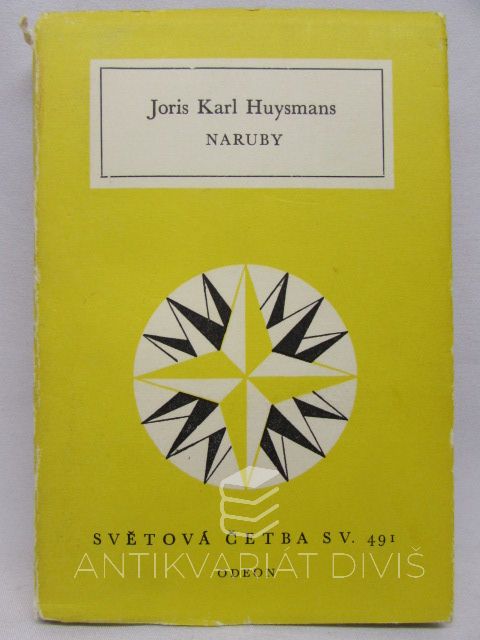 Joris Karl Huysmans
NARUBY
SVĚTOVÁ ČETBA SV. 491
ANTIKVARIÁT DIVIŠ
ODEON